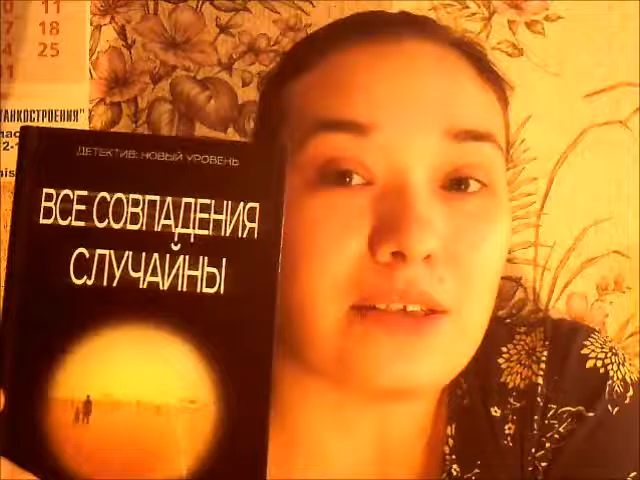 11
18
25
ДЕТЕКТИВ: НОВЫЙ УРОВЕНЬ
ВСЕ СОВПАДЕНИЯ
СЛУЧАЙНЫ